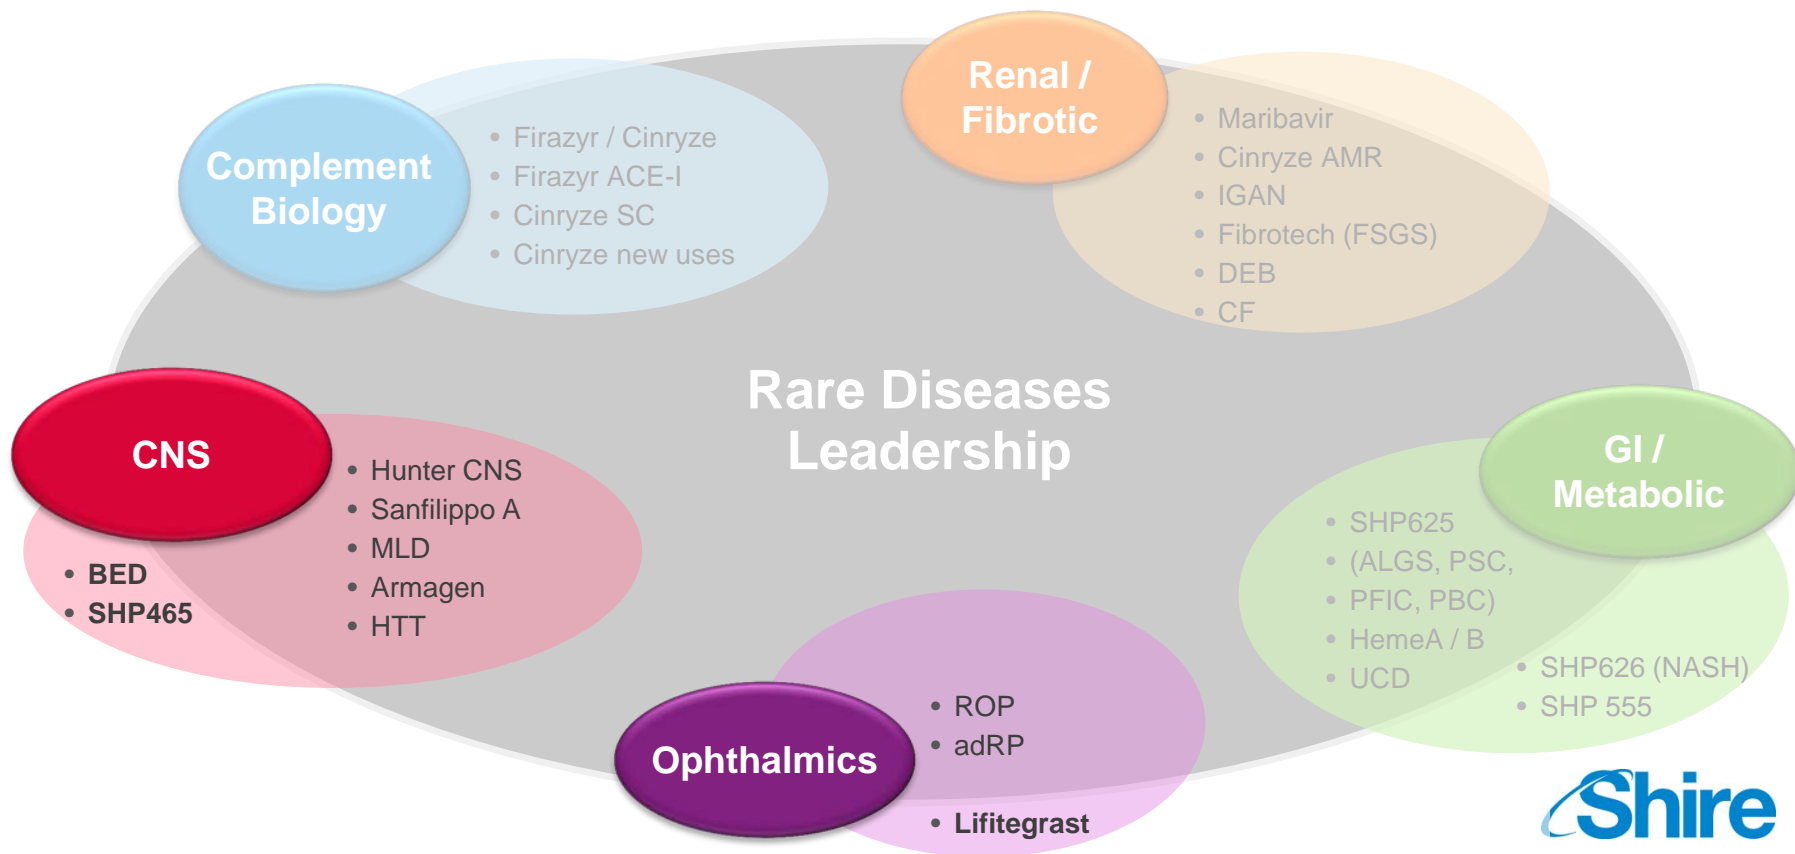 Complement
Biology
• Firazyr / Cinryze
• Firazyr ACE-I
• Cinryze SC
• Cinryze new uses
Renal /
Fibrotic
• Maribavir
• Cinryze AMR
• IGAN
• Fibrotech (FSGS)
• DEB
• CF
Rare Diseases
Leadership
CNS
• Hunter CNS
• Sanfilippo A
• MLD
• Armagen
• HTT
• BED
• SHP465
GI /
Metabolic
• SHP625
• (ALGS, PSC,
• PFIC, PBC)
• HemeA / B
• UCD
• SHP626 (NASH)
• SHP 555
Ophthalmics
• ROP
• adRP
• Lifitegrast
Shire